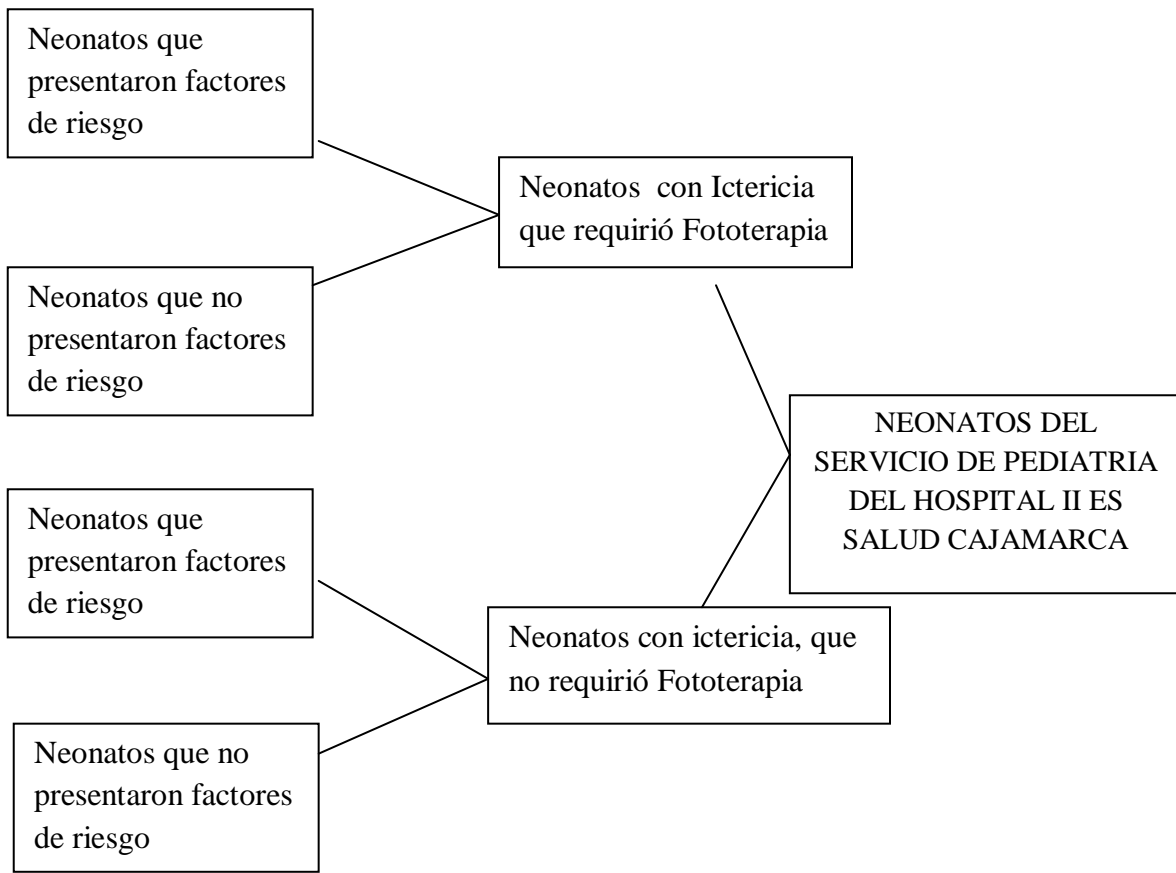 Neonatos que
presentaron factores
de riesgo
Neonatos con Ictericia
que requirió Fototerapia
Neonatos que no
presentaron factores
de riesgo
NEONATOS DEL
SERVICIO DE PEDIATRIA
DEL HOSPITAL II ES
SALUD CAJAMARCA
Neonatos que
presentaron factores
de riesgo
Neonatos con ictericia, que
no requirió Fototerapia
Neonatos que no
presentaron factores
de riesgo